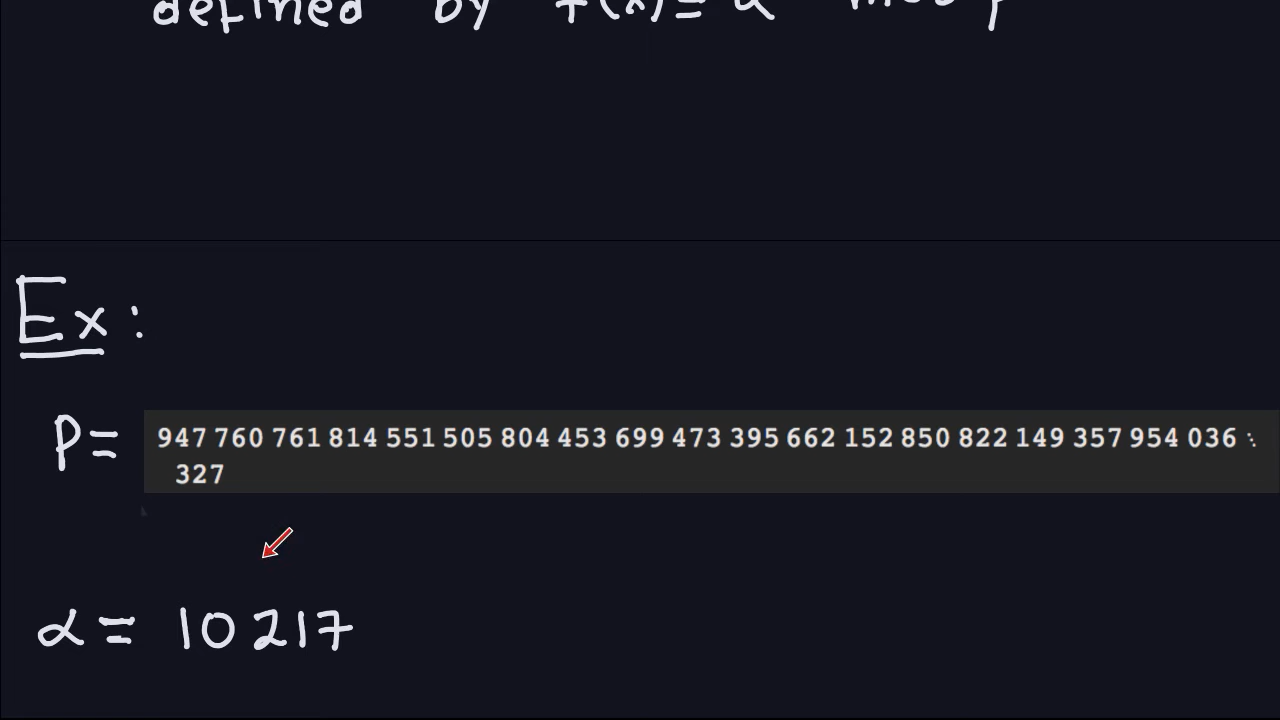 defined by f(x) = α mod p
Ex:
P= 947 760 761 814 551 505 804 453 699 473 395 662 152 850 822 149 357 954 036 ⋱
327
α = 10217